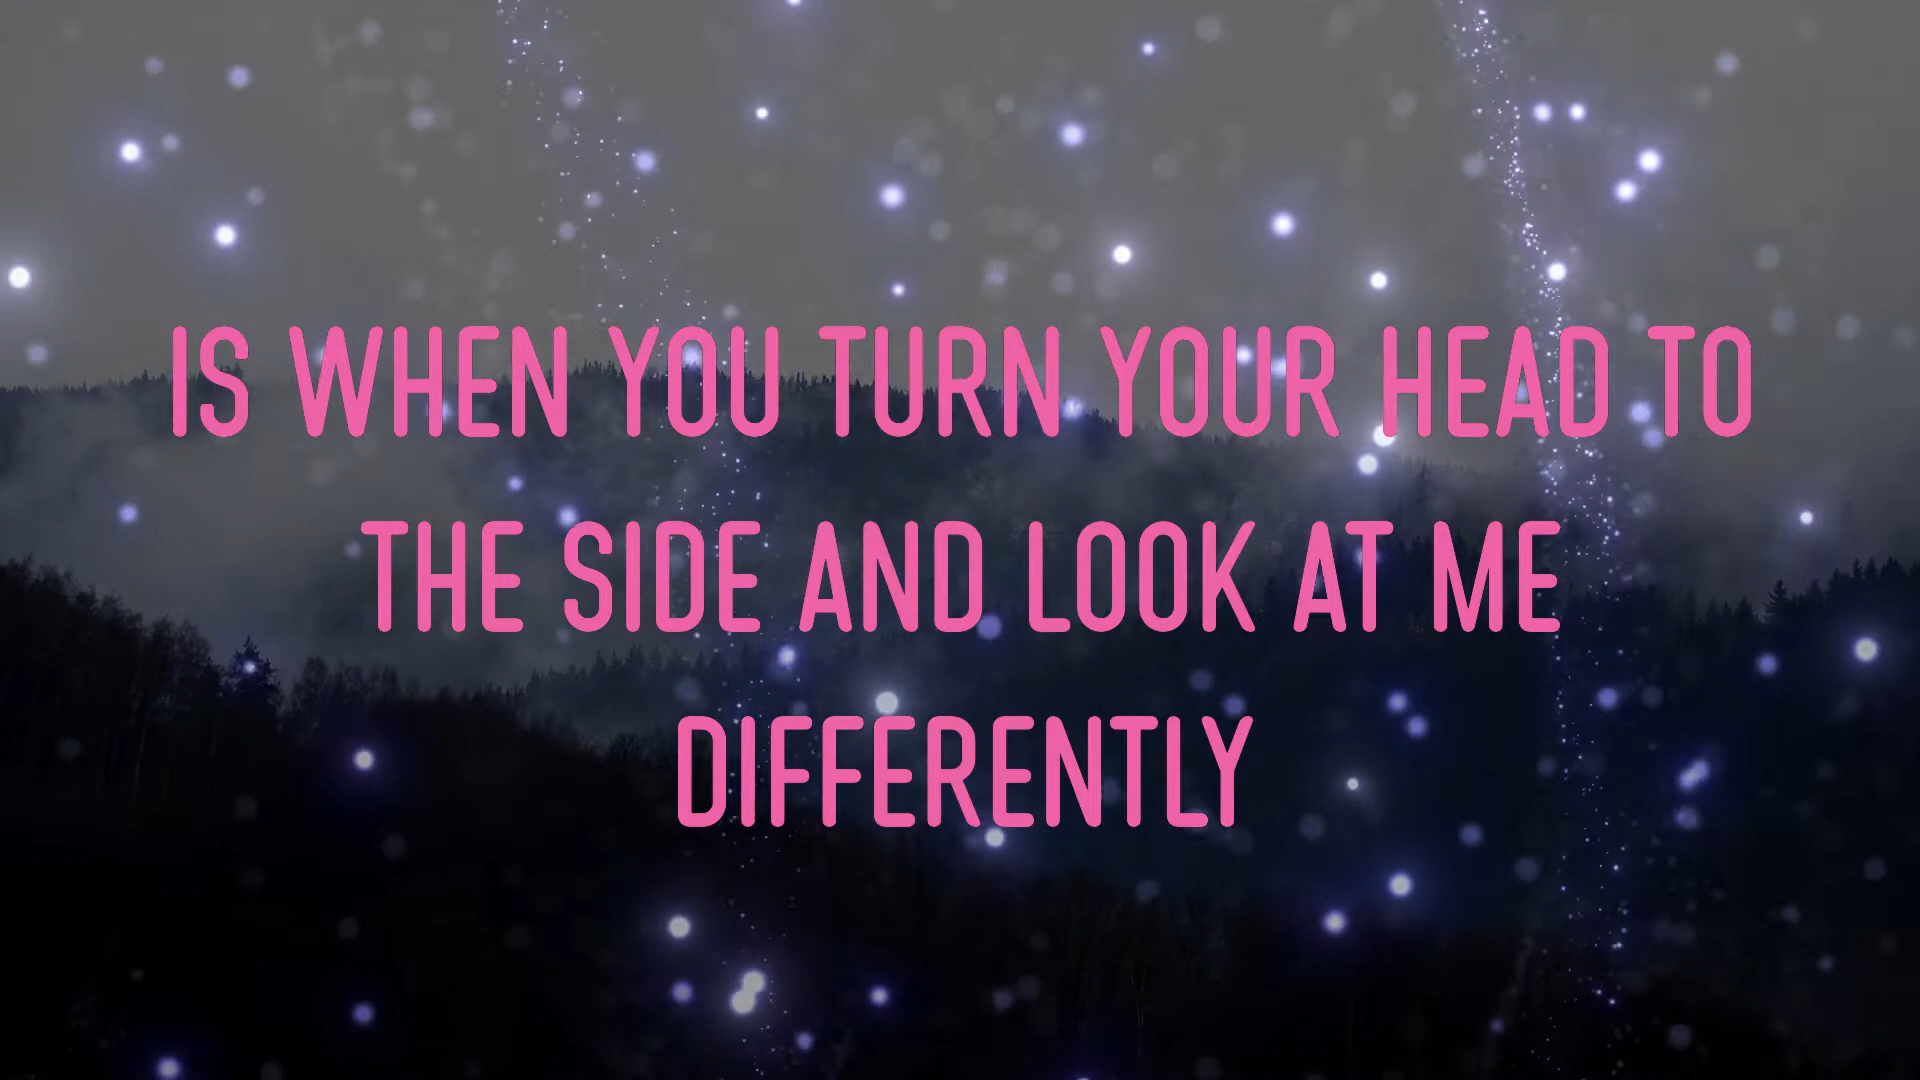 IS WHEN YOU TURN YOUR HEAD TO
THE SIDE AND LOOK AT ME
DIFFERENTLY